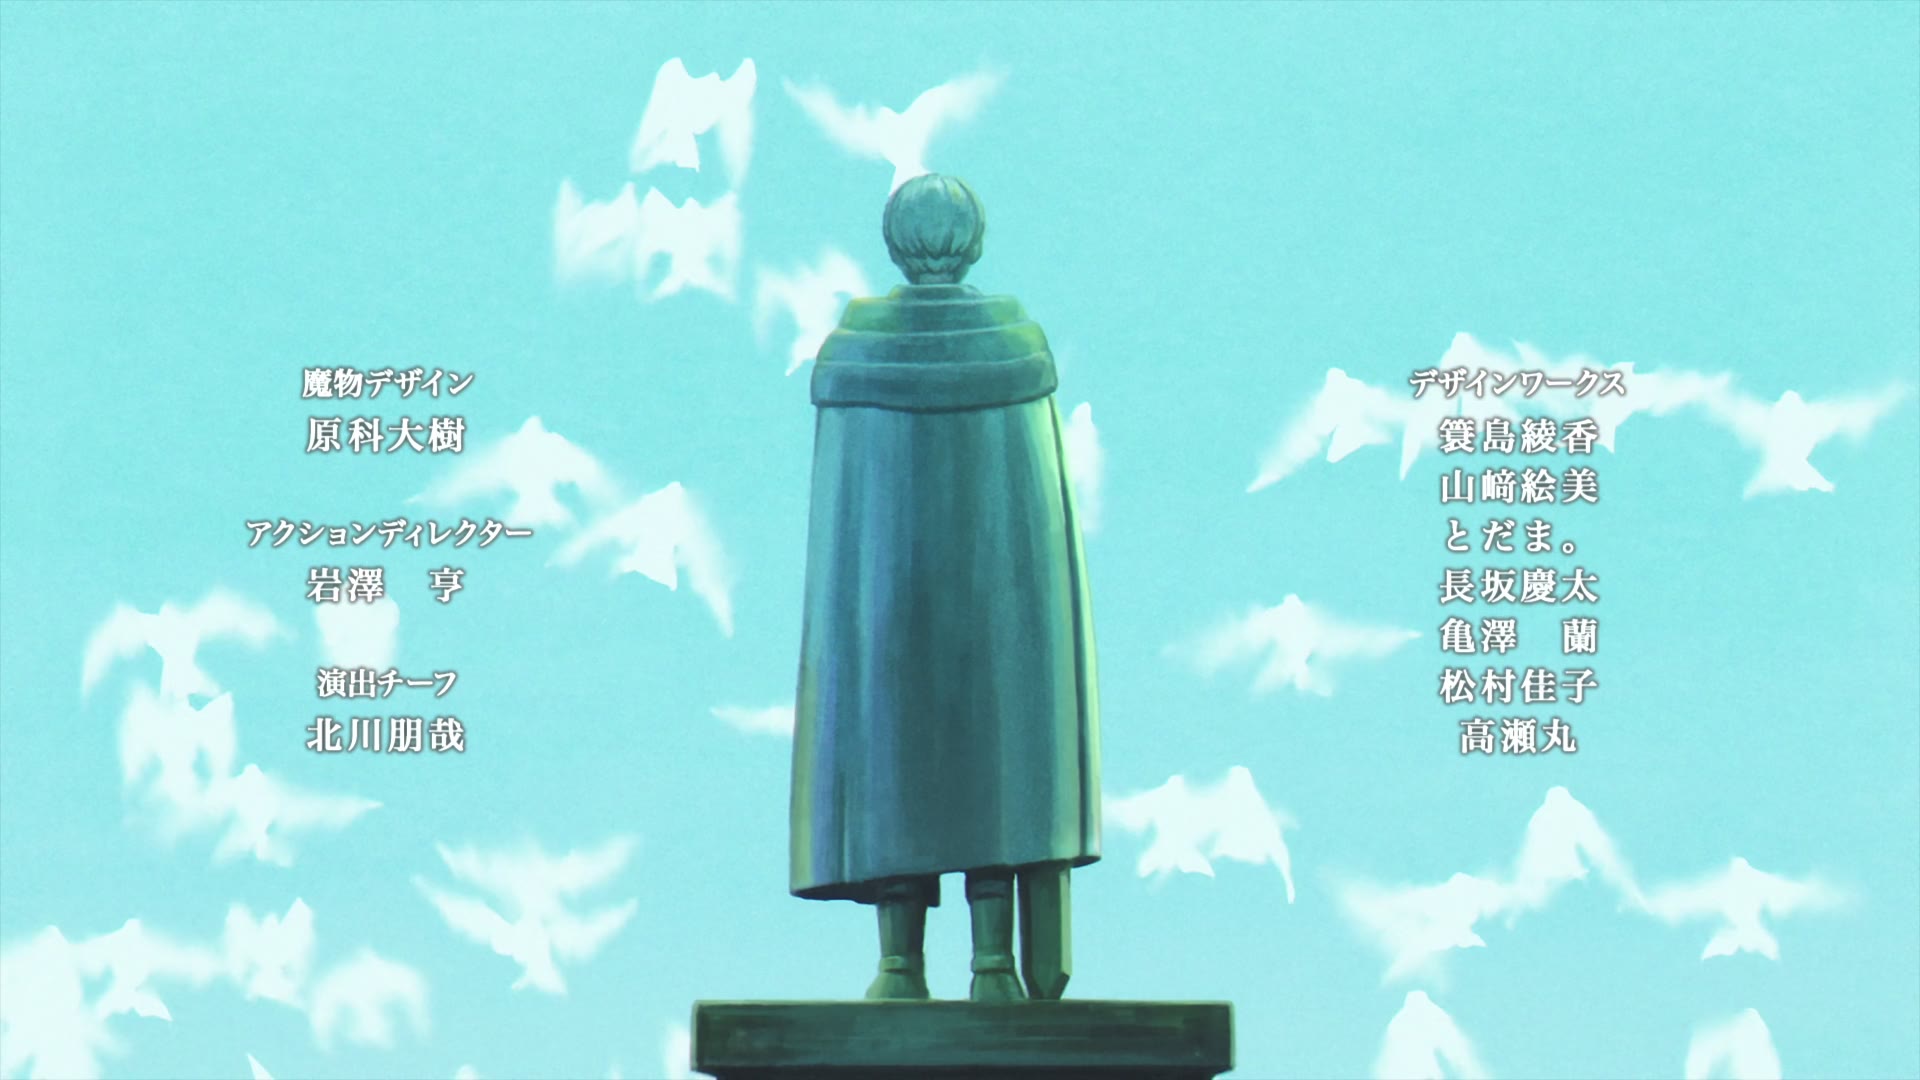 魔物デザイン
原科大樹
アクションディレクター
岩澤　亨
演出チーフ
北川朋哉
デザインワークス
簑島綾香
山﨑絵美
とだま。
長坂慶太
亀澤　蘭
松村佳子
高瀬丸